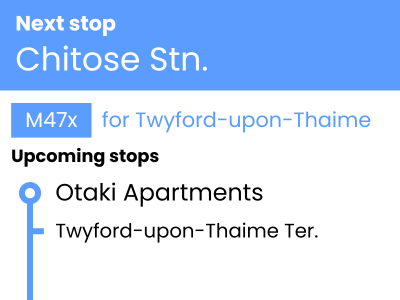 Next stop
Chitose Stn.
M47x for Twyford-upon-Thaime
Upcoming stops
Otaki Apartments
Twyford-upon-Thaime Ter.